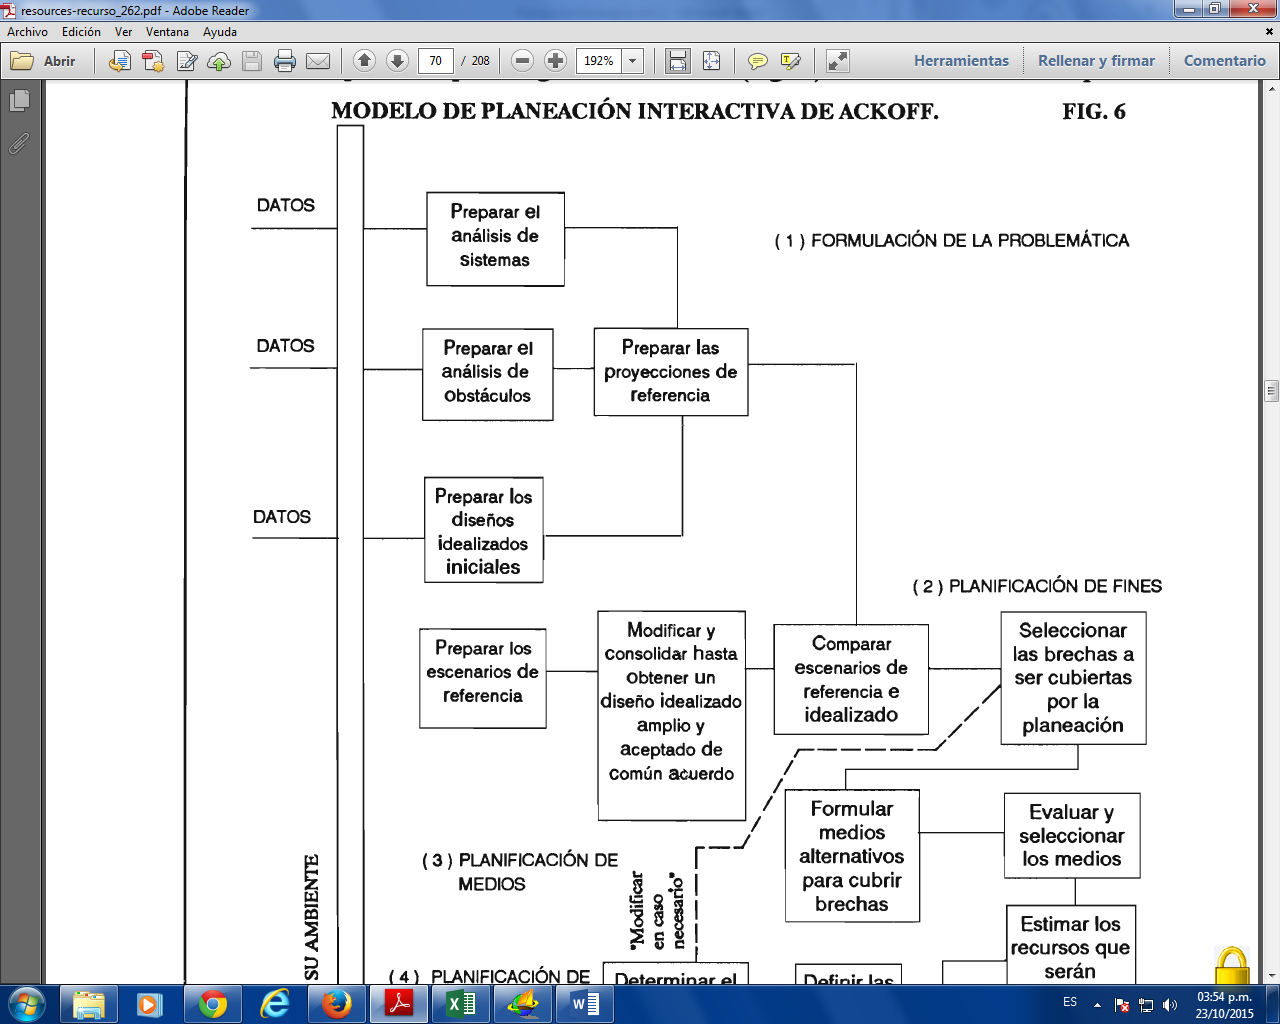 resources-recurso_262.pdf - Adobe Reader
Archivo Edición Ver Ventana Ayuda
Abrir
70 / 208
192%
Herramientas
Rellenar y firmar
Comentario
MODELO DE PLANEACIÓN INTERACTIVA DE ACKOFF. FIG. 6
DATOS
Preparar el
análisis de
sistemas
( 1 ) FORMULACIÓN DE LA PROBLEMÁTICA
DATOS
Preparar el
análisis de
obstáculos
Preparar las
proyecciones de
referencia
DATOS
Preparar los
diseños
idealizados
iniciales
( 2 ) PLANIFICACIÓN DE FINES
Preparar los
escenarios de
referencia
Modificar y
consolidar hasta
obtener un
diseño idealizado
amplio y
aceptado de
común acuerdo
Comparar
escenarios de
referencia e
idealizado
Seleccionar
las brechas a
ser cubiertas
por la
planeación
Formular
medios
alternativos
para cubrir
brechas
Evaluar y
seleccionar
los medios
( 3 ) PLANIFICACIÓN DE
MEDIOS
"Modificar
en caso
necesario"
SU AMBIENTE
Estimar los
recursos que
serán
( 4 ) PLANIFICACIÓN DE
Determinar el
Definir las
ES
03:54 p.m.
23/10/2015